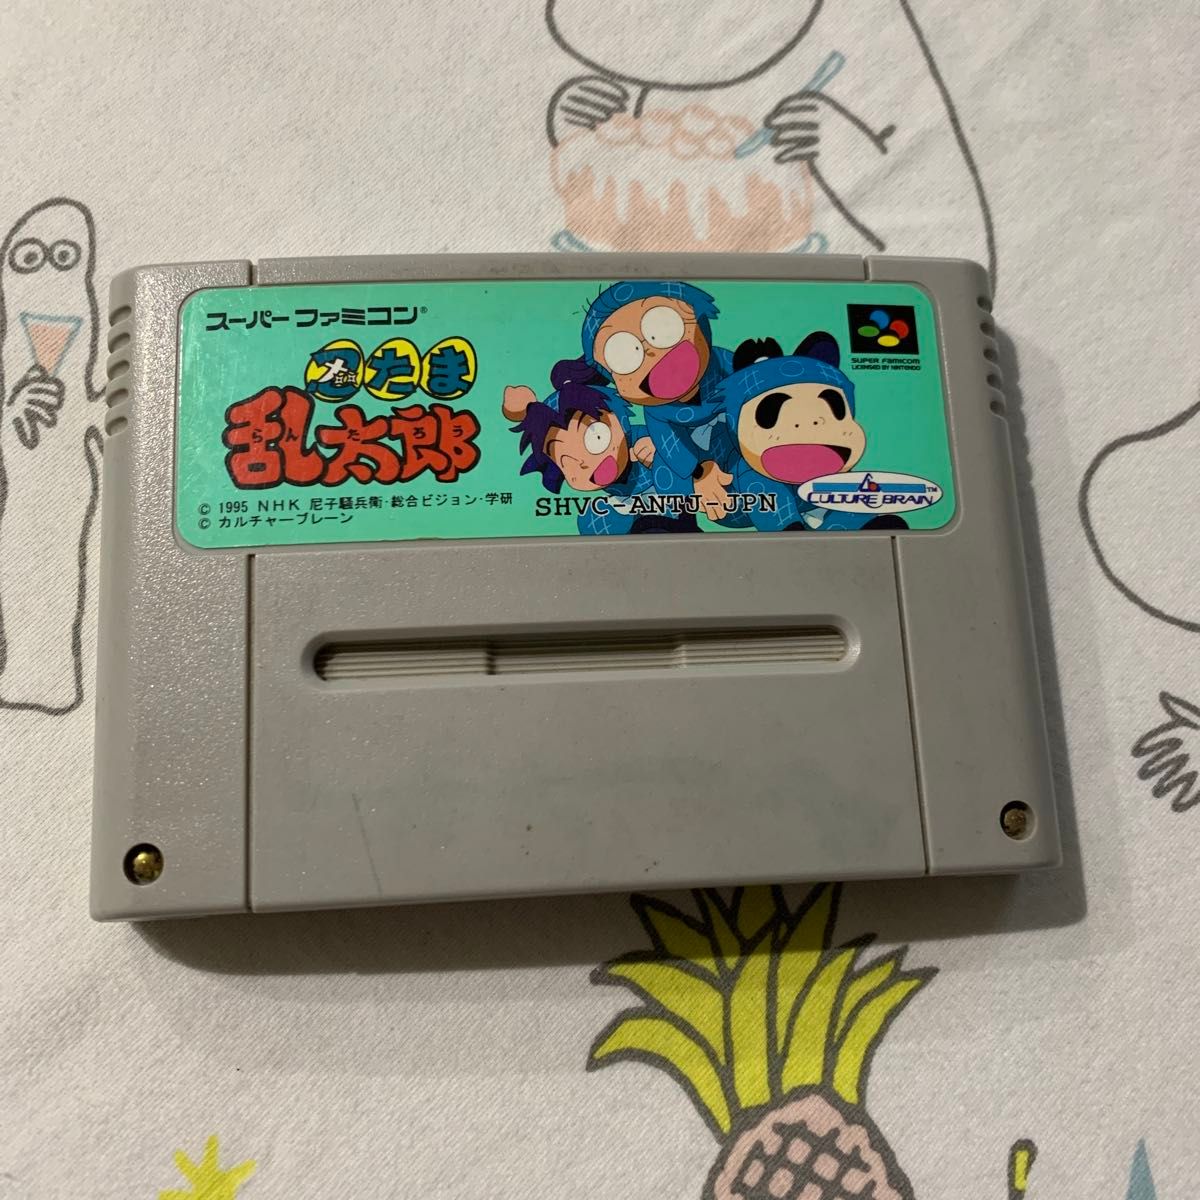 スーパーファミコン®
忍たま
らんたろう
乱太郎
© 1995 NHK 尼子騒兵衛・総合ビジョン・学研
© カルチャーブレーン
SHVC-ANTJ-JPN
SUPER FAMICOM
LICENSED BY NINTENDO
CULTURE BRAIN™